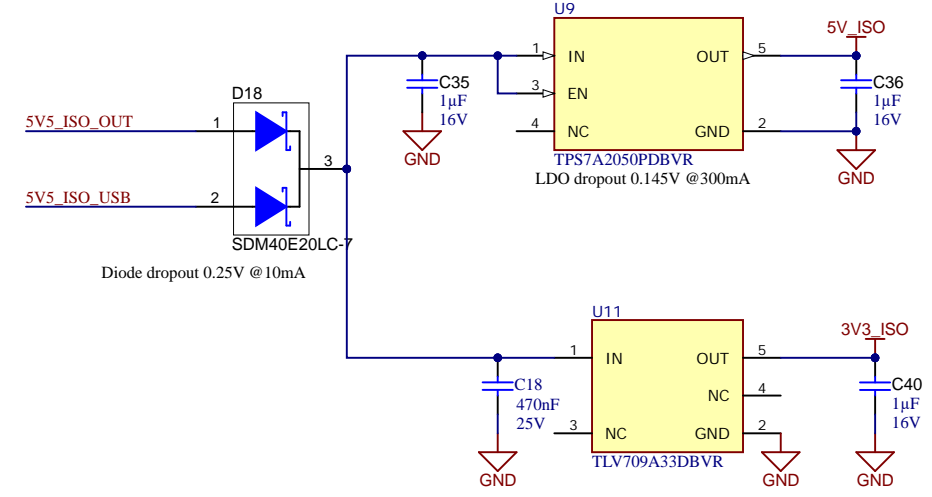 U9
5V_ISO
1
IN
OUT
5
C35
1µF
16V
GND
3
EN
C36
1µF
16V
4
NC
GND
2
GND
TPS7A2050PDBVR
LDO dropout 0.145V @300mA
D18
5V5_ISO_OUT
1
3
5V5_ISO_USB
2
SDM40E20LC-7
Diode dropout 0.25V @10mA
U11
3V3_ISO
1
IN
OUT
5
C18
470nF
25V
GND
NC
4
C40
1µF
16V
3
NC
GND
2
TLV709A33DBVR
GND
GND